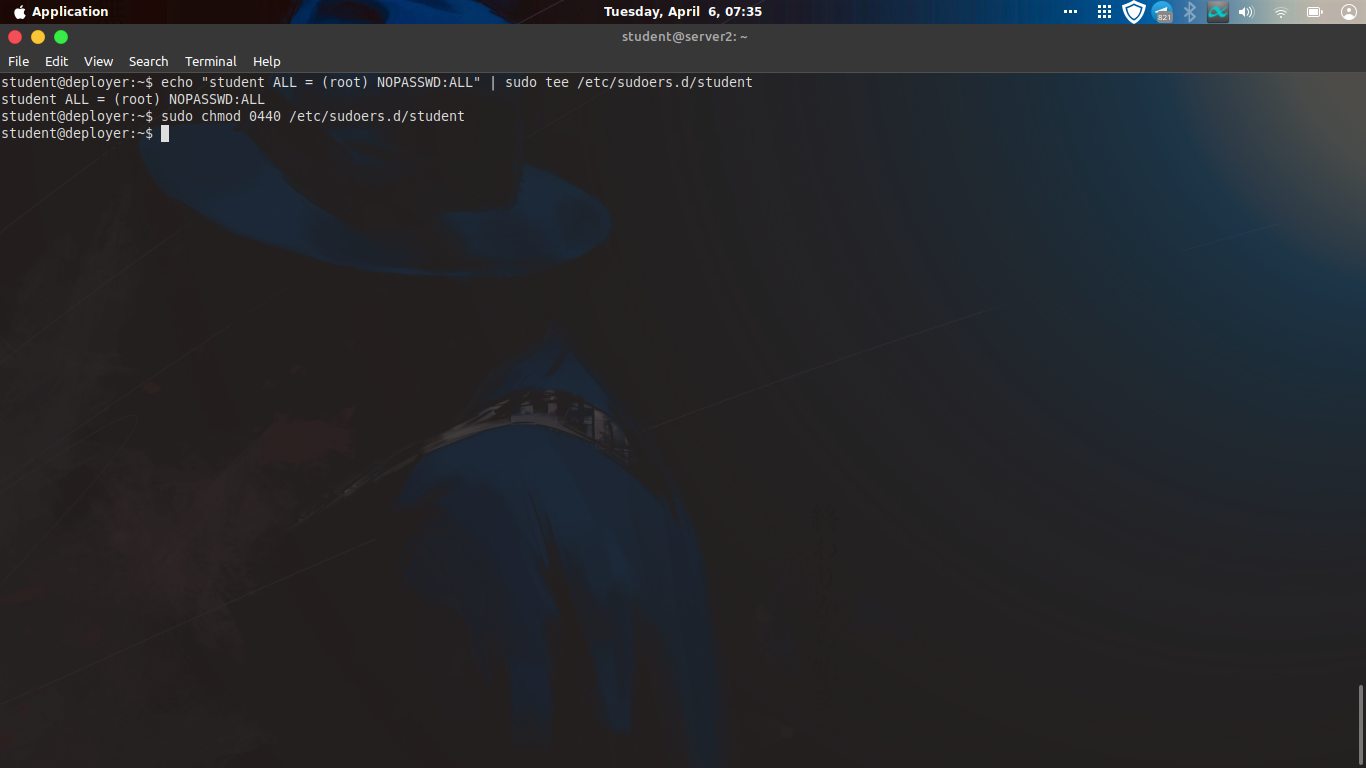 Application
Tuesday, April 6, 07:35
821
student@server2: ~
File Edit View Search Terminal Help
student@deployer:~$ echo "student ALL = (root) NOPASSWD:ALL" | sudo tee /etc/sudoers.d/student
student ALL = (root) NOPASSWD:ALL
student@deployer:~$ sudo chmod 0440 /etc/sudoers.d/student
student@deployer:~$